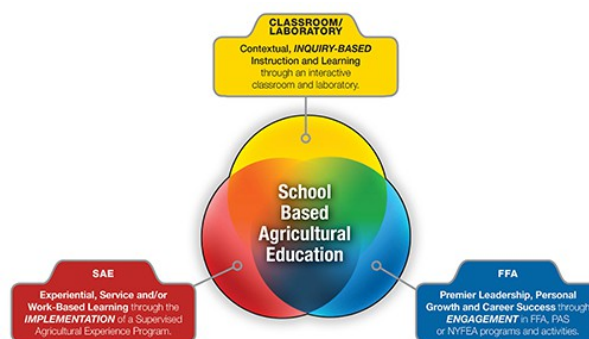 CLASSROOM/
LABORATORY
Contextual, INQUIRY-BASED
Instruction and Learning
through an interactive
classroom and laboratory.
School
Based
Agricultural
Education
SAE
Experiential, Service and/or
Work-Based Learning through the
IMPLEMENTATION of a Supervised
Agricultural Experience Program.
FFA
Premier Leadership, Personal
Growth and Career Success through
ENGAGEMENT in FFA, PAS
or NYFEA programs and activities.